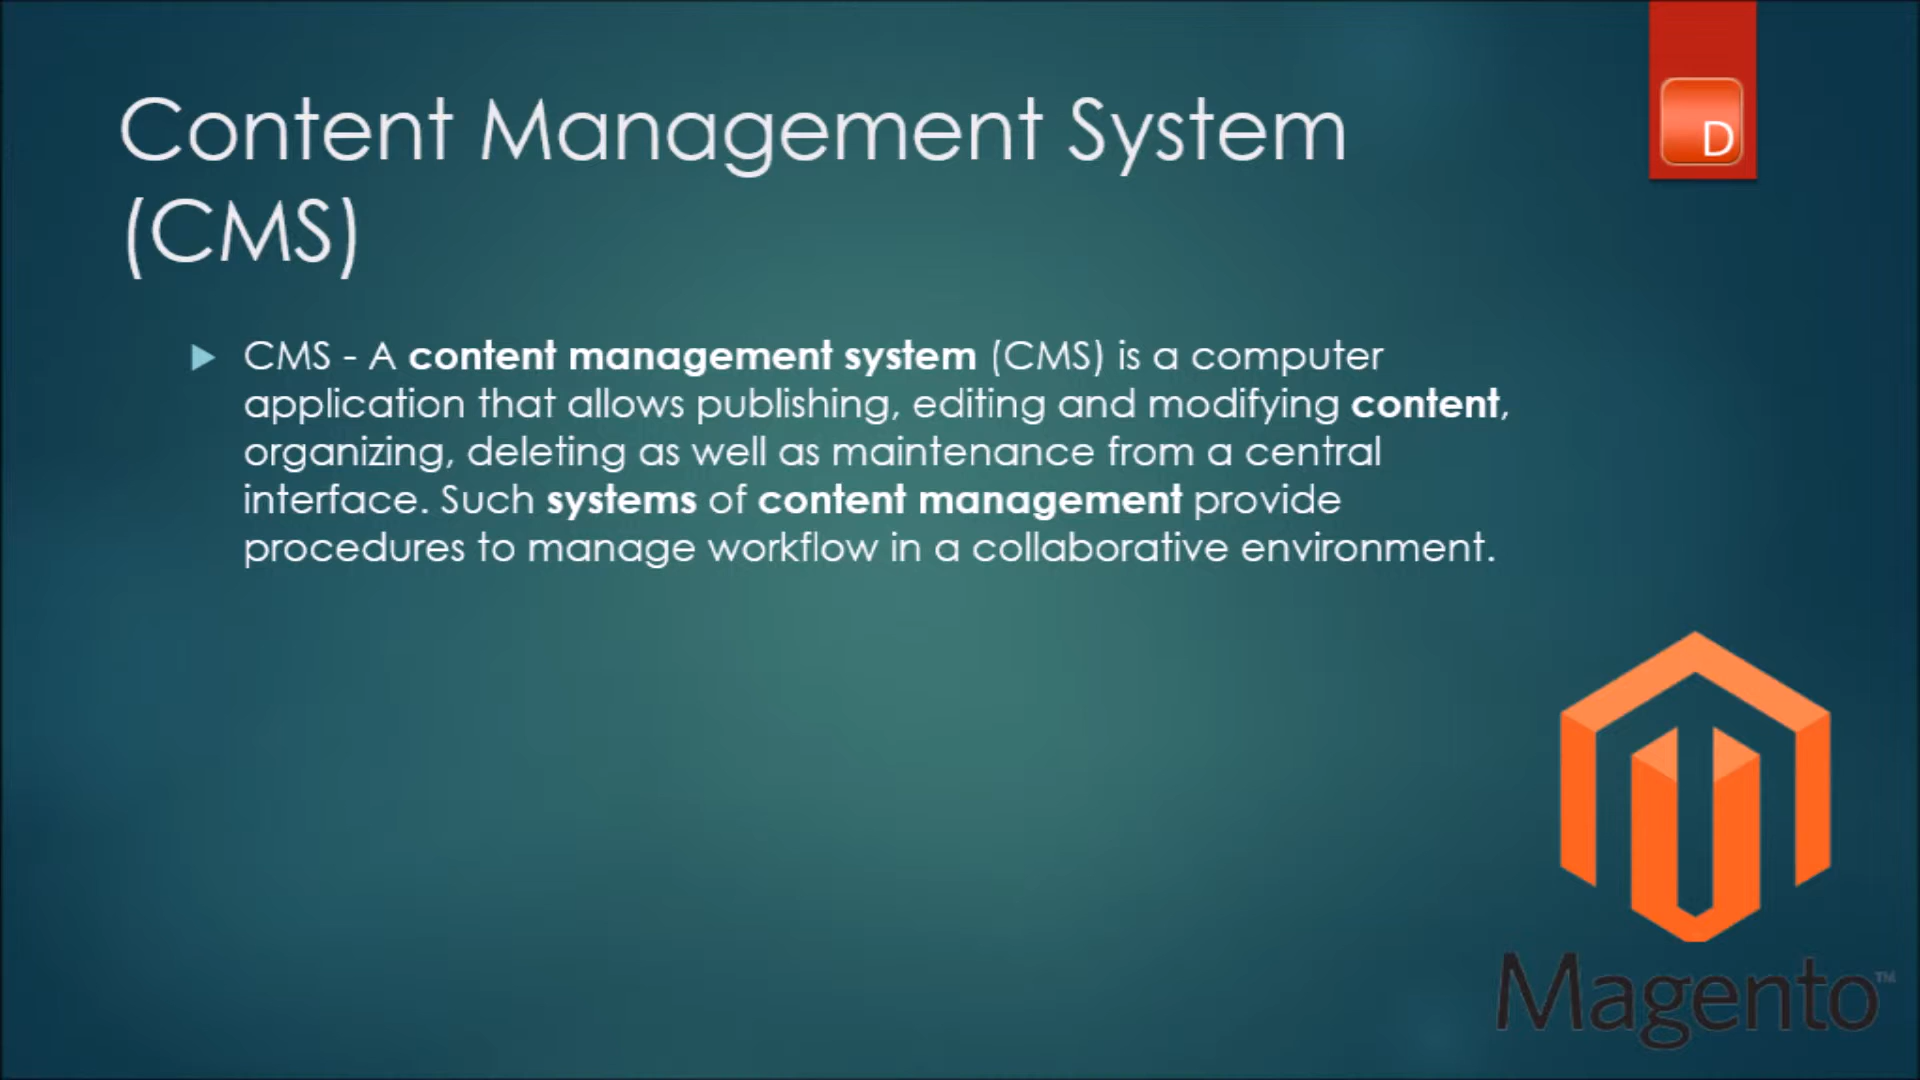 Content Management System
(CMS)
D
CMS - A content management system (CMS) is a computer
application that allows publishing, editing and modifying content,
organizing, deleting as well as maintenance from a central
interface. Such systems of content management provide
procedures to manage workflow in a collaborative environment.
Magento™